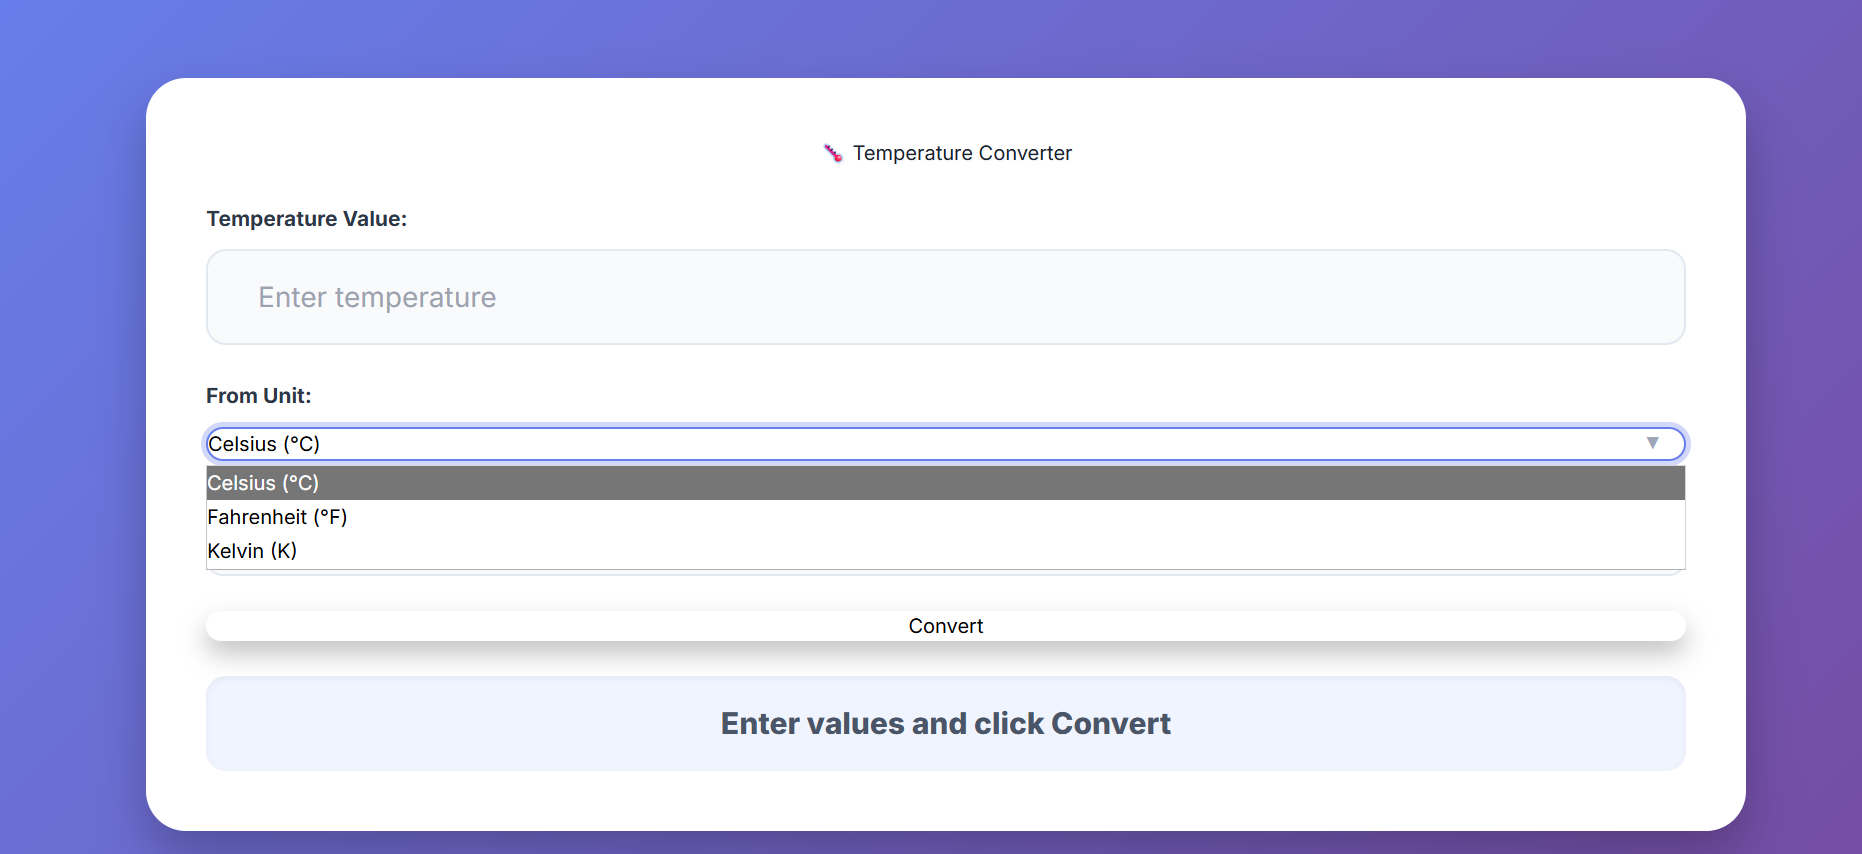 Temperature Converter
Temperature Value:
Enter temperature
From Unit:
Celsius (°C)
Celsius (°C)
Fahrenheit (°F)
Kelvin (K)
Convert
Enter values and click Convert